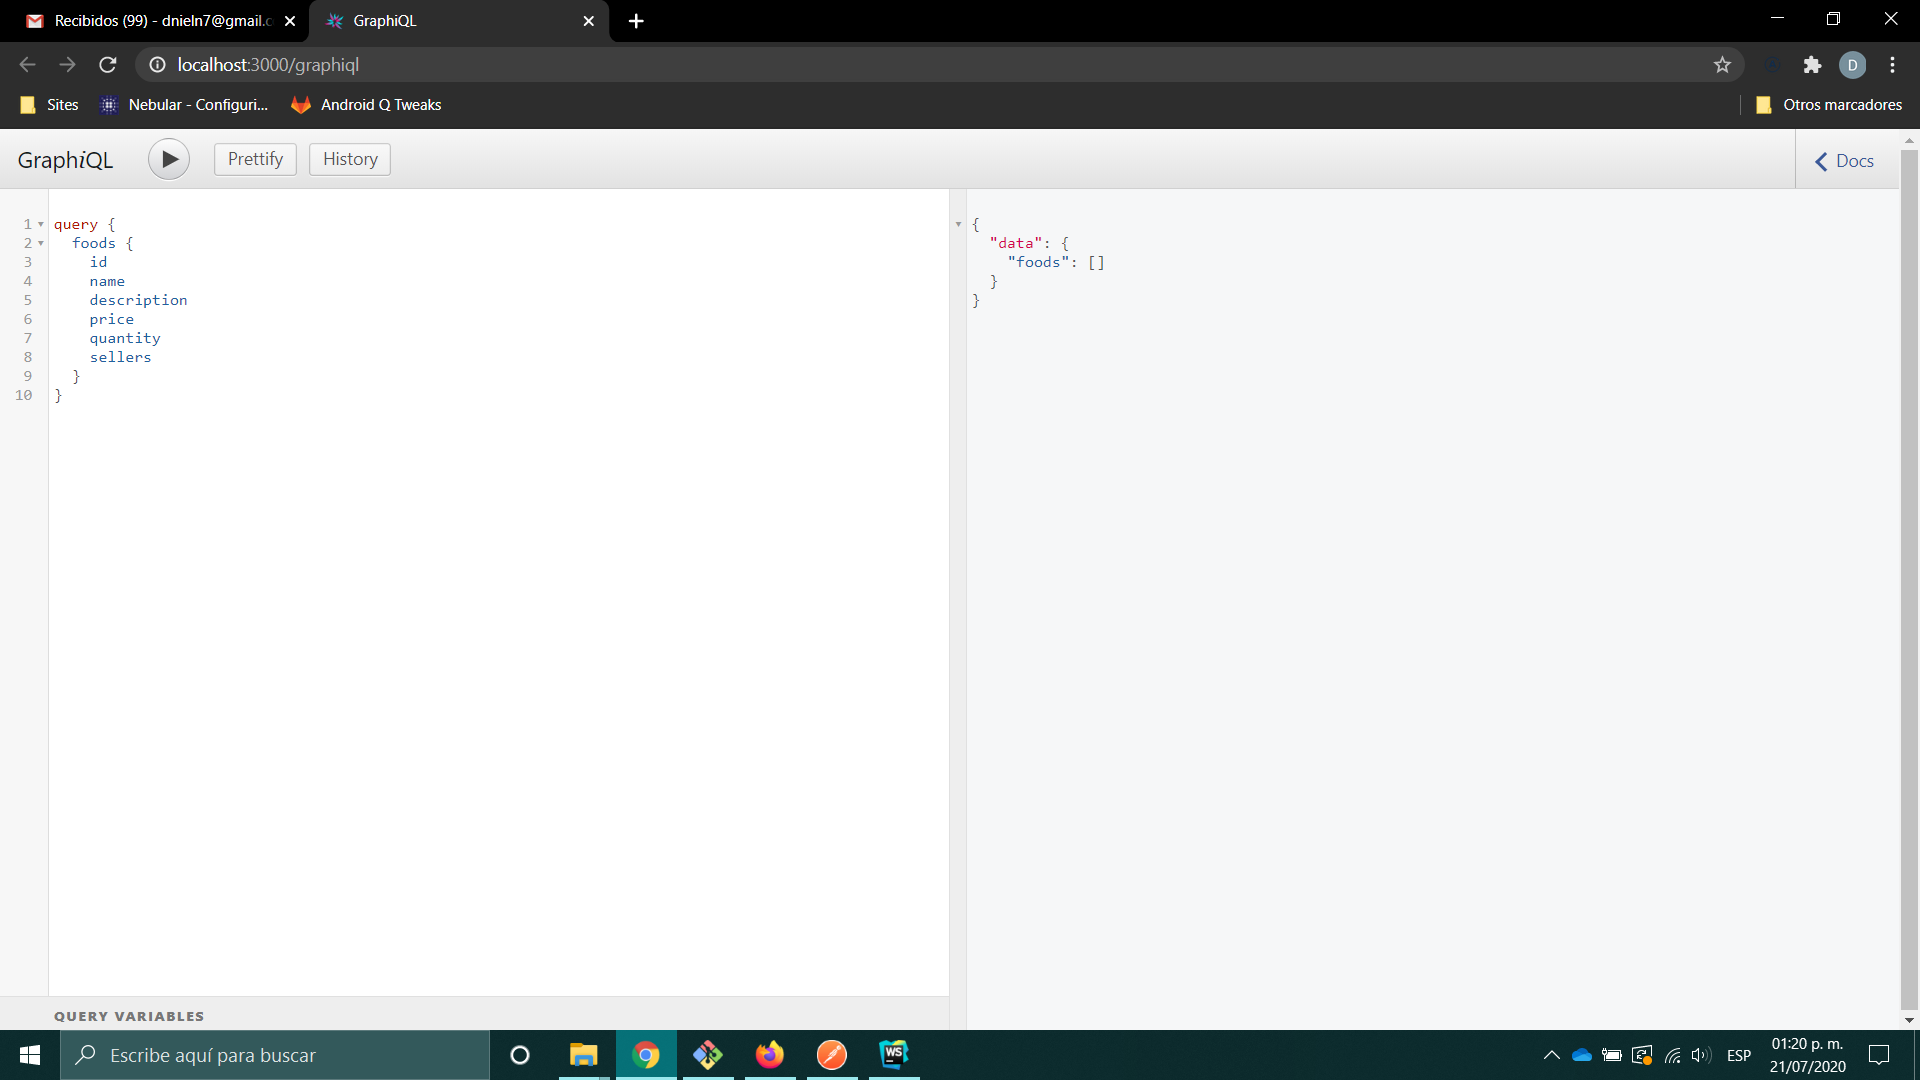 Recibidos (99) - dnieln7@gmail.c
GraphiQL
localhost:3000/graphiql
D
Sites
Nebular - Configuri...
Android Q Tweaks
Otros marcadores
GraphiQL
Prettify
History
Docs
1 query {
2 foods {
3 id
4 name
5 description
6 price
7 quantity
8 sellers
9 }
10 }
{
"data": {
"foods": []
}
}
QUERY VARIABLES
Escribe aquí para buscar
WS
ESP
01:20 p. m.
21/07/2020